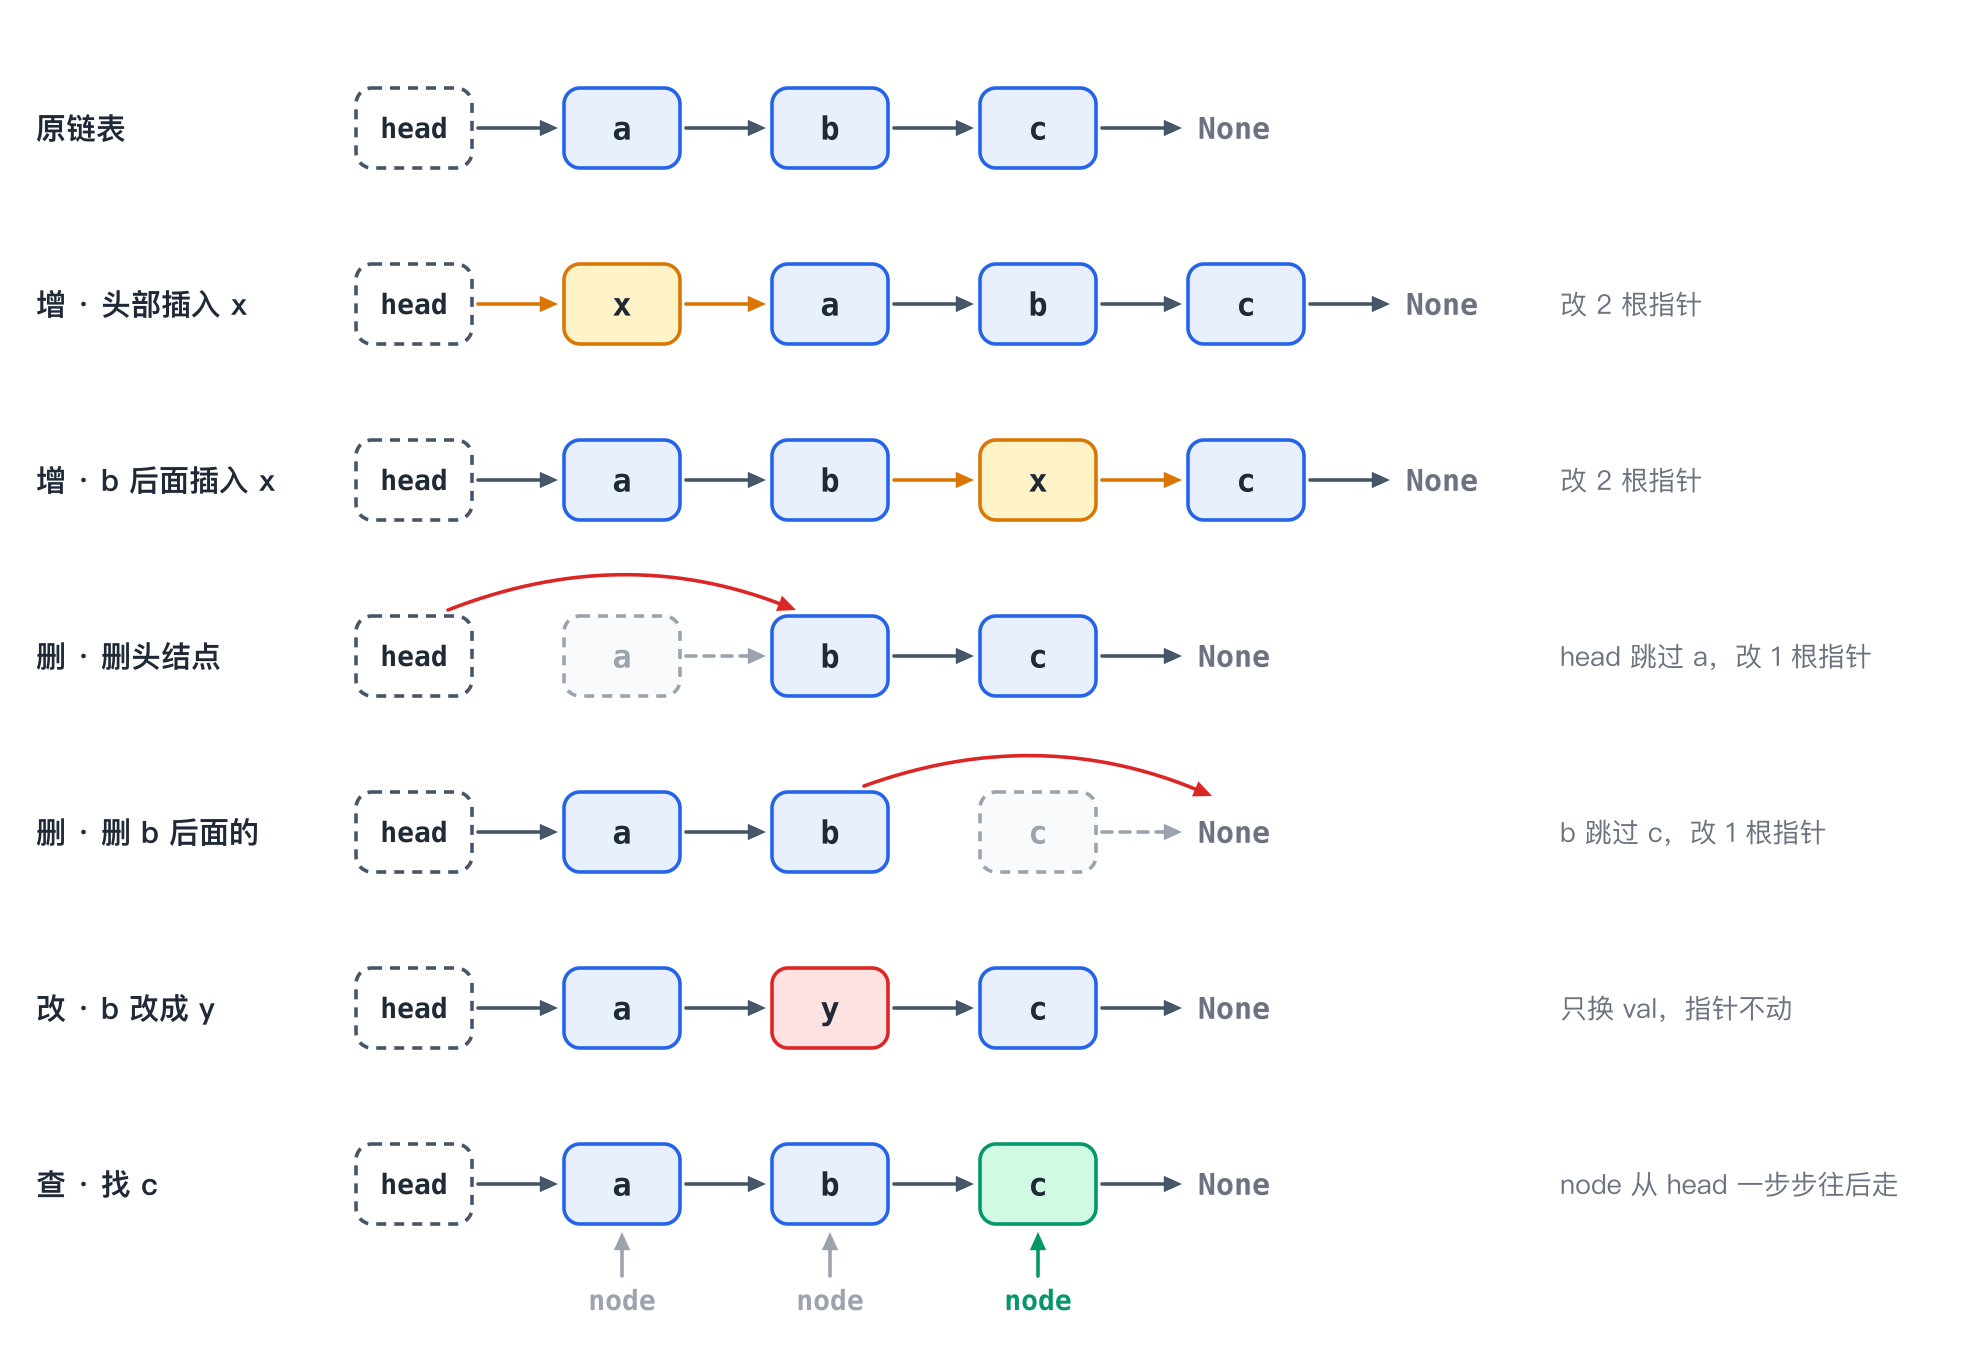 原链表 head a b c None
增 · 头部插入 x head x a b c None 改 2 根指针
增 · b 后面插入 x head a b x c None 改 2 根指针
删 · 删头结点 head a b c None head 跳过 a，改 1 根指针
删 · 删 b 后面的 head a b c None b 跳过 c，改 1 根指针
改 · b 改成 y head a y c None 只换 val，指针不动
查 · 找 c head a b c None node 从 head 一步步往后走
node node node